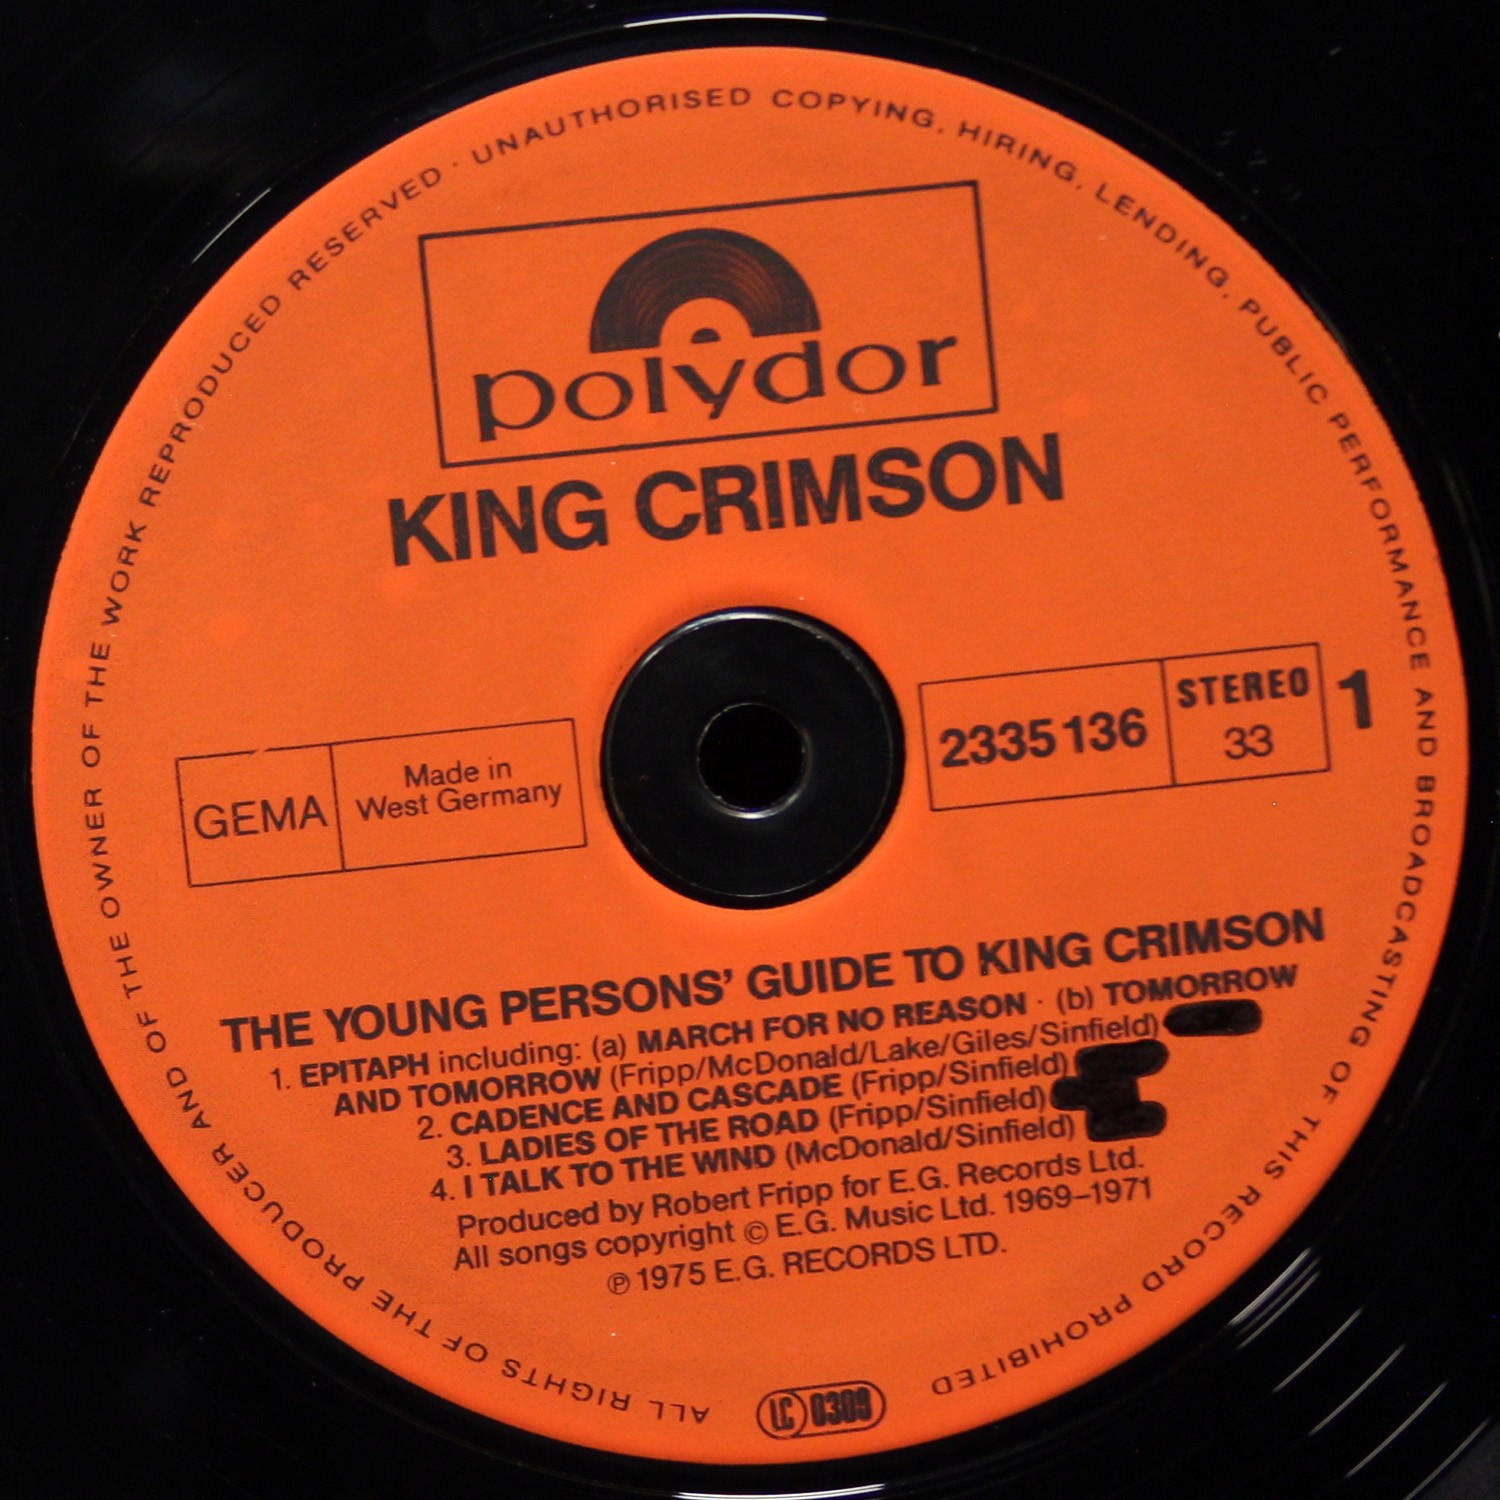 ALL RIGHTS OF THE PRODUCER AND OF THE OWNER OF THE WORK REPRODUCED RESERVED · UNAUTHORISED COPYING, HIRING, LENDING, PUBLIC PERFORMANCE AND BROADCASTING OF THIS RECORD PROHIBITED
polydor
KING CRIMSON
GEMA
Made in
West Germany
2335 136
STEREO
33
1
THE YOUNG PERSONS' GUIDE TO KING CRIMSON
1. EPITAPH including: (a) MARCH FOR NO REASON · (b) TOMORROW
AND TOMORROW (Fripp/McDonald/Lake/Giles/Sinfield)
2. CADENCE AND CASCADE (Fripp/Sinfield)
3. LADIES OF THE ROAD (Fripp/Sinfield)
4. I TALK TO THE WIND (McDonald/Sinfield)
Produced by Robert Fripp for E.G. Records Ltd.
All songs copyright © E.G. Music Ltd. 1969–1971
℗ 1975 E.G. RECORDS LTD.
LC 0309